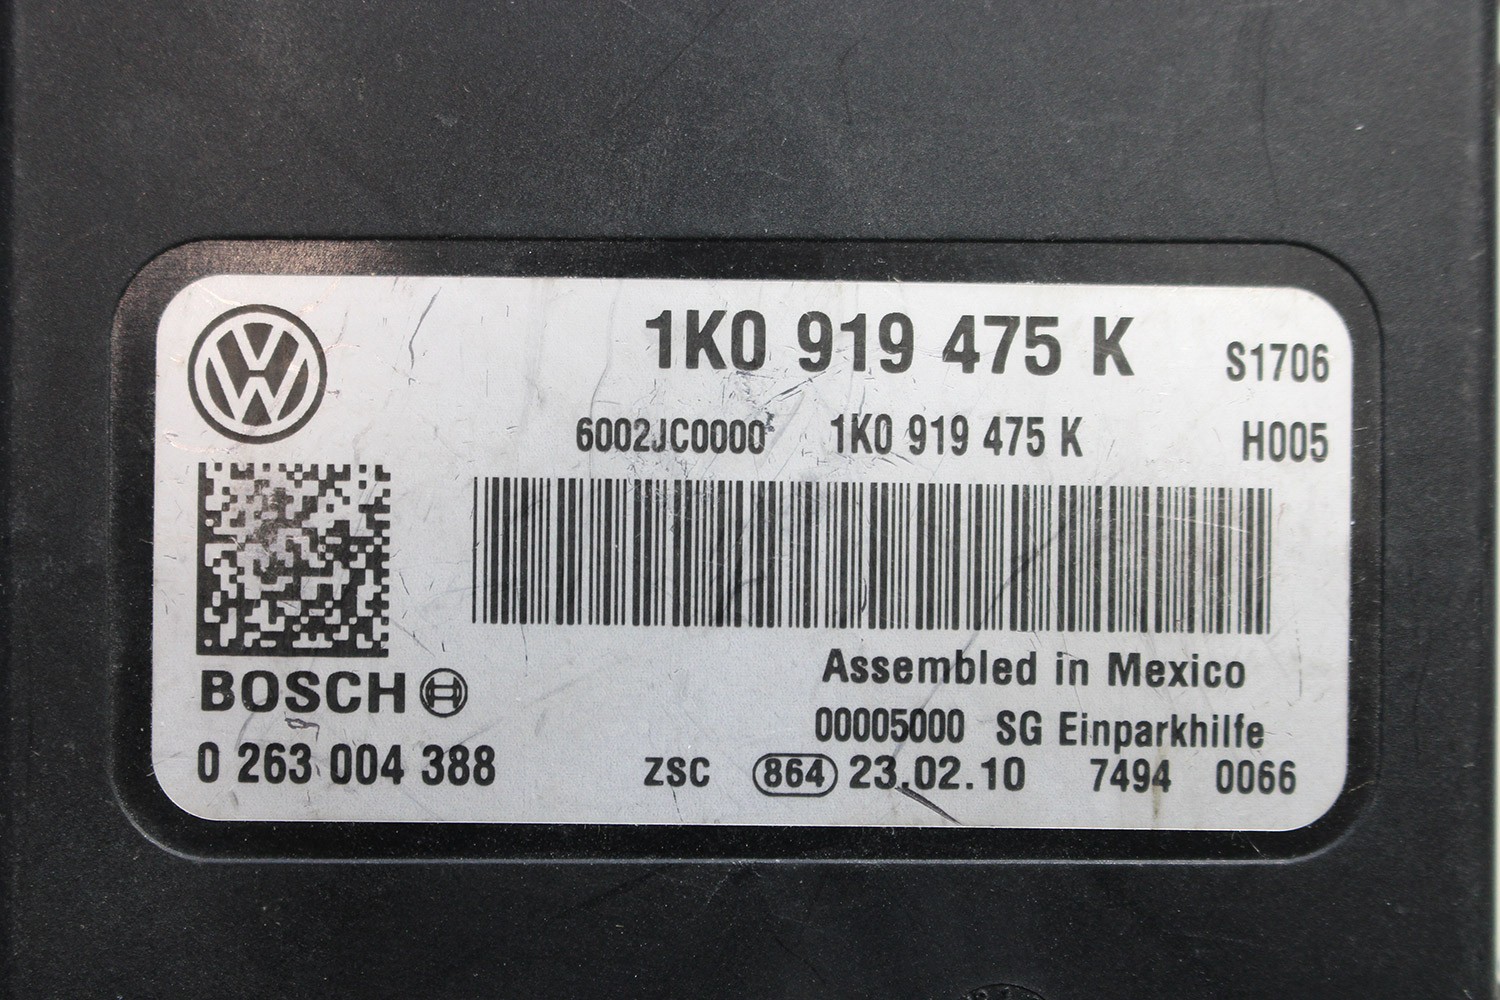 1K0 919 475 K S1706
6002JC0000 1K0 919 475 K H005
Assembled in Mexico
BOSCH
00005000 SG Einparkhilfe
0 263 004 388 ZSC 864 23.02.10 7494 0066